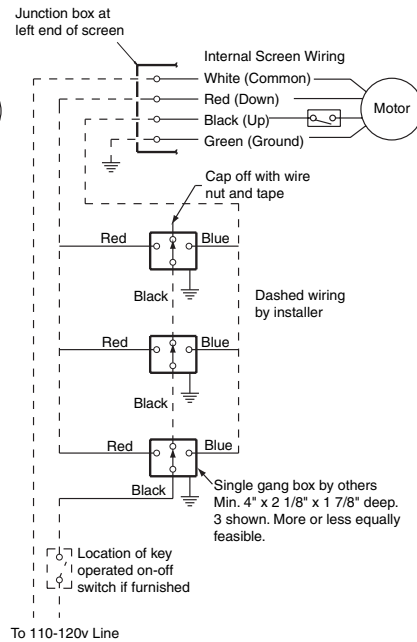 Junction box at
left end of screen
Internal Screen Wiring
White (Common)
Red (Down)
Black (Up)
Green (Ground)
Motor
Cap off with wire
nut and tape
Red
Blue
Black
Dashed wiring
by installer
Red
Blue
Black
Red
Blue
Black
Single gang box by others
Min. 4" x 2 1/8" x 1 7/8" deep.
3 shown. More or less equally
feasible.
Location of key
operated on-off
switch if furnished
To 110-120v Line